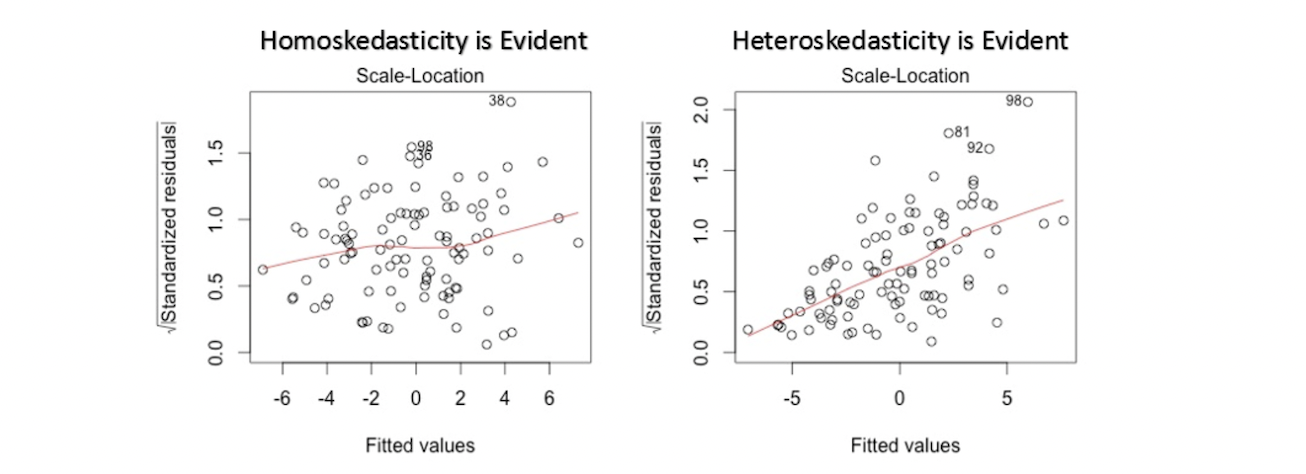 Homoskedasticity is Evident
Scale-Location
√|Standardized residuals|
1.5
1.0
0.5
0.0
38
98
36
-6 -4 -2 0 2 4 6
Fitted values
Heteroskedasticity is Evident
Scale-Location
√|Standardized residuals|
2.0
1.5
1.0
0.5
0.0
98
81
92
-5 0 5
Fitted values